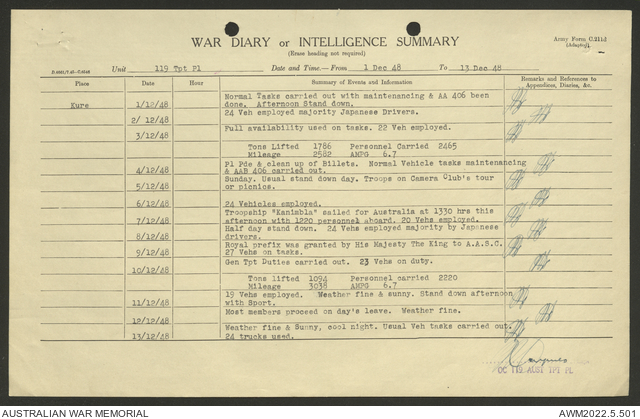 WAR DIARY or INTELLIGENCE SUMMARY
(Erase heading not required)
Army Form C.2118
(Adapted).
Unit 119 Tpt Pl Date and Time—From 1 Dec 48 To 13 Dec 48
Place Date Hour Summary of Events and Information Remarks and References to
Appendices, Diaries, &c.
Normal Tasks carried out with maintenancing & AA 406 been
Kure 1/12/48 done. Afternoon Stand down.
24 Veh employed majority Japanese Drivers.
2/ 12/48
Full availability used on tasks. 22 Veh employed.
3/12/48
Tons Lifted 1786 Personnel Carried 2465
Mileage 2582 AMPG 6.7
Pl Pde & clean up of Billets. Normal Vehicle tasks maintenancing
4/12/48 & AAB 406 carried out.
Sunday. Usual stand down day. Troops on Camera Club's tour
5/12/48 or picnics.
6/12/48 24 Vehicles employed.
Troopship "Kanimbla" sailed for Australia at 1330 hrs this
7/12/48 afternoon with 1220 personnel aboard. 20 Vehs employed.
Half day stand down. 24 Vehs employed majority by Japanese
8/12/48 drivers.
Royal prefix was granted by His Majesty The King to A.A.S.C.
9/12/48 27 Vehs on tasks.
Gen Tpt Duties carried out. 23 Vehs on duty.
10/12/48
Tons lifted 1094 Personnel carried 2220
Mileage 3038 AMPG 6.7
19 Vehs employed. Weather fine & sunny. Stand down afternoon
11/12/48 with Sport.
Most members proceed on day's leave. Weather fine.
12/12/48
Weather fine & Sunny, cool night. Usual Veh tasks carried out.
13/12/48 24 trucks used.
OC 119 AUST TPT PL
AUSTRALIAN WAR MEMORIAL
AWM2022.5.501